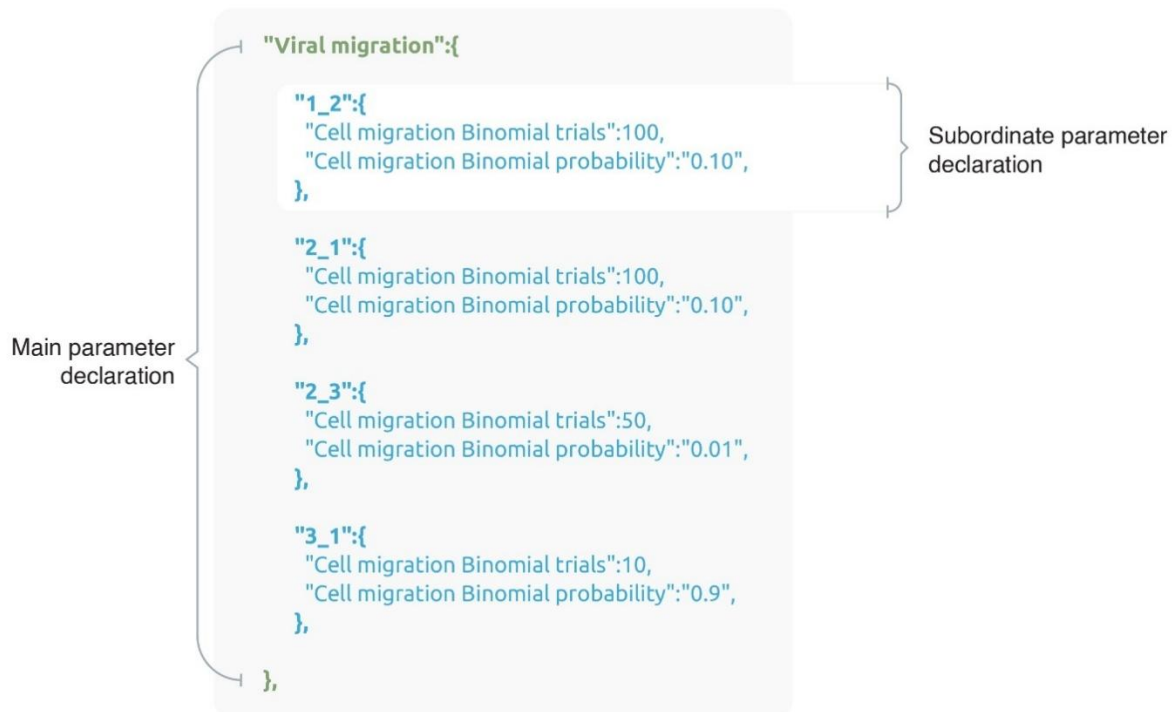 "Viral migration":{
"1_2":{
"Cell migration Binomial trials":100,
"Cell migration Binomial probability":"0.10",
},
Subordinate parameter
declaration
"2_1":{
"Cell migration Binomial trials":100,
"Cell migration Binomial probability":"0.10",
},
Main parameter
declaration
"2_3":{
"Cell migration Binomial trials":50,
"Cell migration Binomial probability":"0.01",
},
"3_1":{
"Cell migration Binomial trials":10,
"Cell migration Binomial probability":"0.9",
},
},